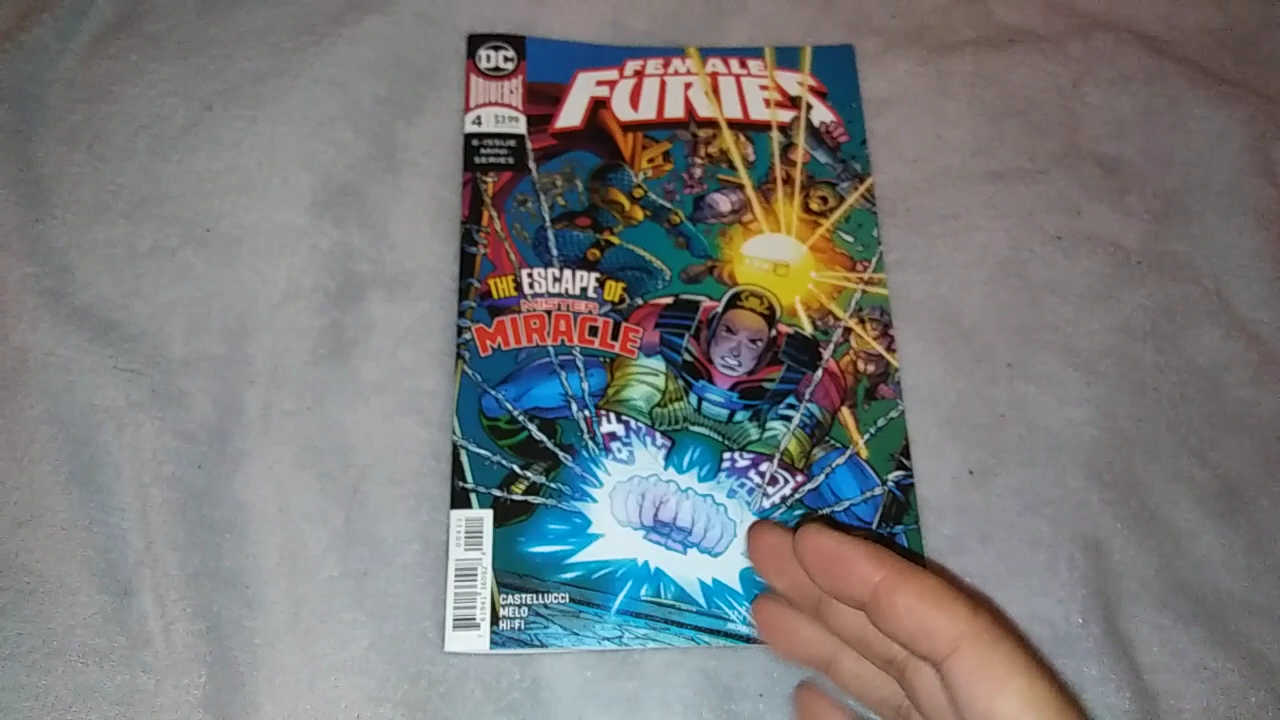 DC
UNIVERSE
4 $3.99
6-ISSUE
MINI-
SERIES
FEMALE
FURIES
THE ESCAPE OF
MISTER
MIRACLE
00411
CASTELLUCCI
MELO
HI-FI